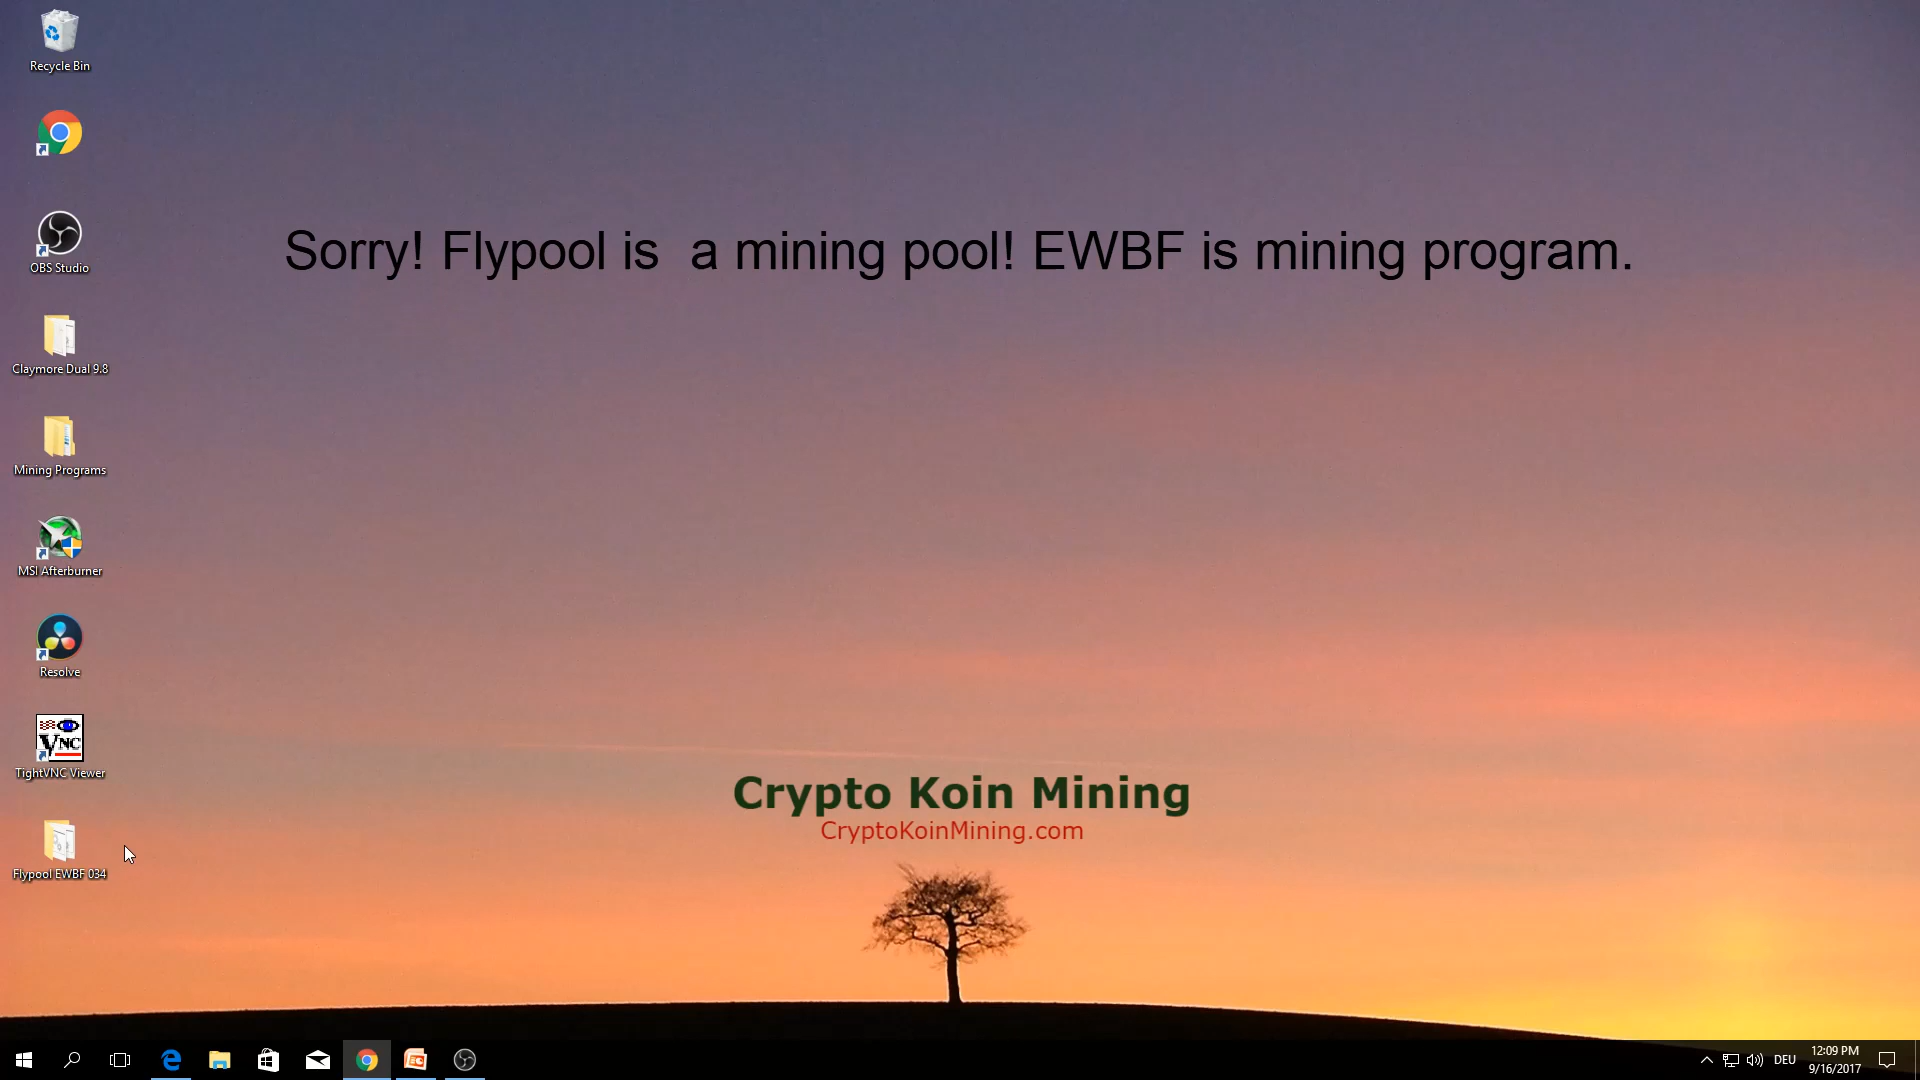 Recycle Bin
Sorry! Flypool is  a mining pool! EWBF is mining program.
OBS Studio
Claymore Dual 9.8
Mining Programs
MSI Afterburner
Resolve
VNC
TightVNC Viewer
Crypto Koin Mining
CryptoKoinMining.com
Flypool EWBF 034
DEU
12:09 PM
9/16/2017